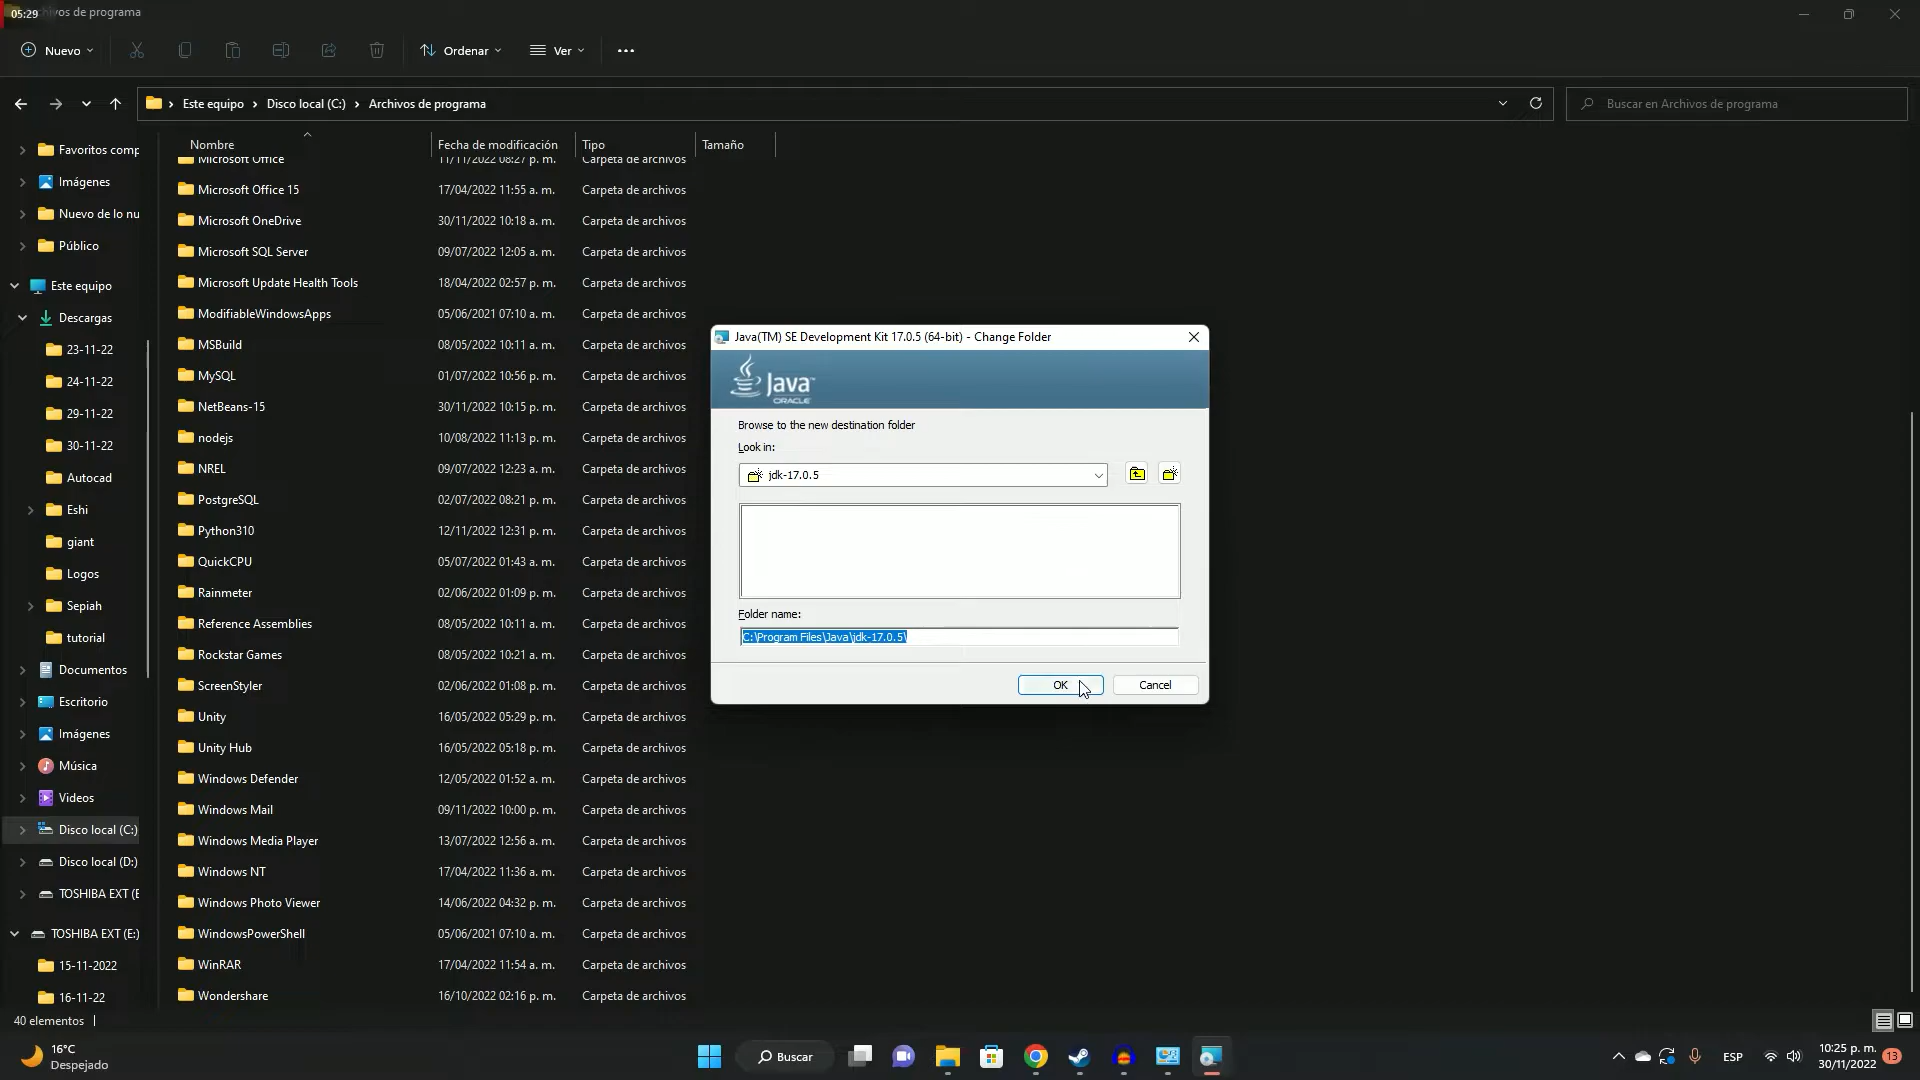 05:29
hivos de programa
Nuevo
Ordenar
Ver
Este equipo
Disco local (C:)
Archivos de programa
Buscar en Archivos de programa
Nombre
Fecha de modificación
Tipo
Tamaño
Microsoft Office 11/11/2022 08:27 p. m. Carpeta de archivos
Microsoft Office 15 17/04/2022 11:55 a. m. Carpeta de archivos
Microsoft OneDrive 30/11/2022 10:18 a. m. Carpeta de archivos
Microsoft SQL Server 09/07/2022 12:05 a. m. Carpeta de archivos
Microsoft Update Health Tools 18/04/2022 02:57 p. m. Carpeta de archivos
ModifiableWindowsApps 05/06/2021 07:10 a. m. Carpeta de archivos
MSBuild 08/05/2022 10:11 a. m. Carpeta de archivos
MySQL 01/07/2022 10:56 p. m. Carpeta de archivos
NetBeans-15 30/11/2022 10:15 p. m. Carpeta de archivos
nodejs 10/08/2022 11:13 p. m. Carpeta de archivos
NREL 09/07/2022 12:23 a. m. Carpeta de archivos
PostgreSQL 02/07/2022 08:21 p. m. Carpeta de archivos
Python310 12/11/2022 12:31 p. m. Carpeta de archivos
QuickCPU 05/07/2022 01:43 a. m. Carpeta de archivos
Rainmeter 02/06/2022 01:09 p. m. Carpeta de archivos
Reference Assemblies 08/05/2022 10:11 a. m. Carpeta de archivos
Rockstar Games 08/05/2022 10:21 a. m. Carpeta de archivos
ScreenStyler 02/06/2022 01:08 p. m. Carpeta de archivos
Unity 16/05/2022 05:29 p. m. Carpeta de archivos
Unity Hub 16/05/2022 05:18 p. m. Carpeta de archivos
Windows Defender 12/05/2022 01:52 a. m. Carpeta de archivos
Windows Mail 09/11/2022 10:00 p. m. Carpeta de archivos
Windows Media Player 13/07/2022 12:56 a. m. Carpeta de archivos
Windows NT 17/04/2022 11:36 a. m. Carpeta de archivos
Windows Photo Viewer 14/06/2022 04:32 p. m. Carpeta de archivos
WindowsPowerShell 05/06/2021 07:10 a. m. Carpeta de archivos
WinRAR 17/04/2022 11:54 a. m. Carpeta de archivos
Wondershare 16/10/2022 02:16 p. m. Carpeta de archivos
Favoritos comp
Imágenes
Nuevo de lo nu
Público
Este equipo
Descargas
23-11-22
24-11-22
29-11-22
30-11-22
Autocad
Eshi
giant
Logos
Sepiah
tutorial
Documentos
Escritorio
Imágenes
Música
Videos
Disco local (C:)
Disco local (D:)
TOSHIBA EXT (E
TOSHIBA EXT (E:)
15-11-2022
16-11-22
40 elementos
Java(TM) SE Development Kit 17.0.5 (64-bit) - Change Folder
Java
ORACLE
Browse to the new destination folder
Look in:
jdk-17.0.5
Folder name:
C:\Program Files\Java\jdk-17.0.5\
OK
Cancel
16°C
Despejado
Buscar
ESP
10:25 p. m.
30/11/2022
13